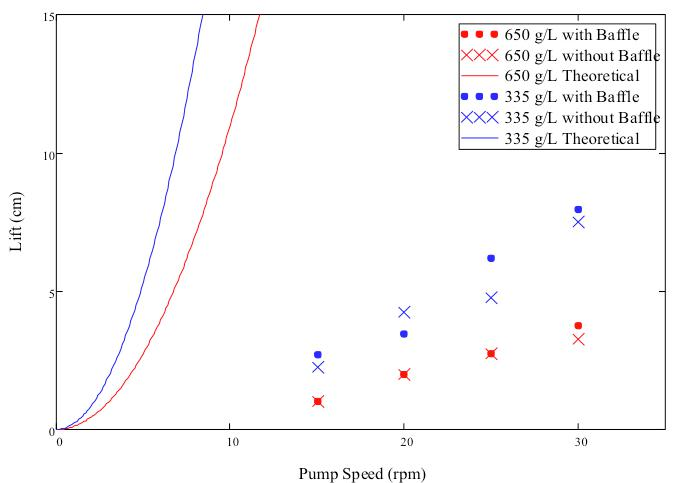 15
650 g/L with Baffle
650 g/L without Baffle
650 g/L Theoretical
335 g/L with Baffle
335 g/L without Baffle
335 g/L Theoretical
10
Lift (cm)
5
0
0 10 20 30
Pump Speed (rpm)